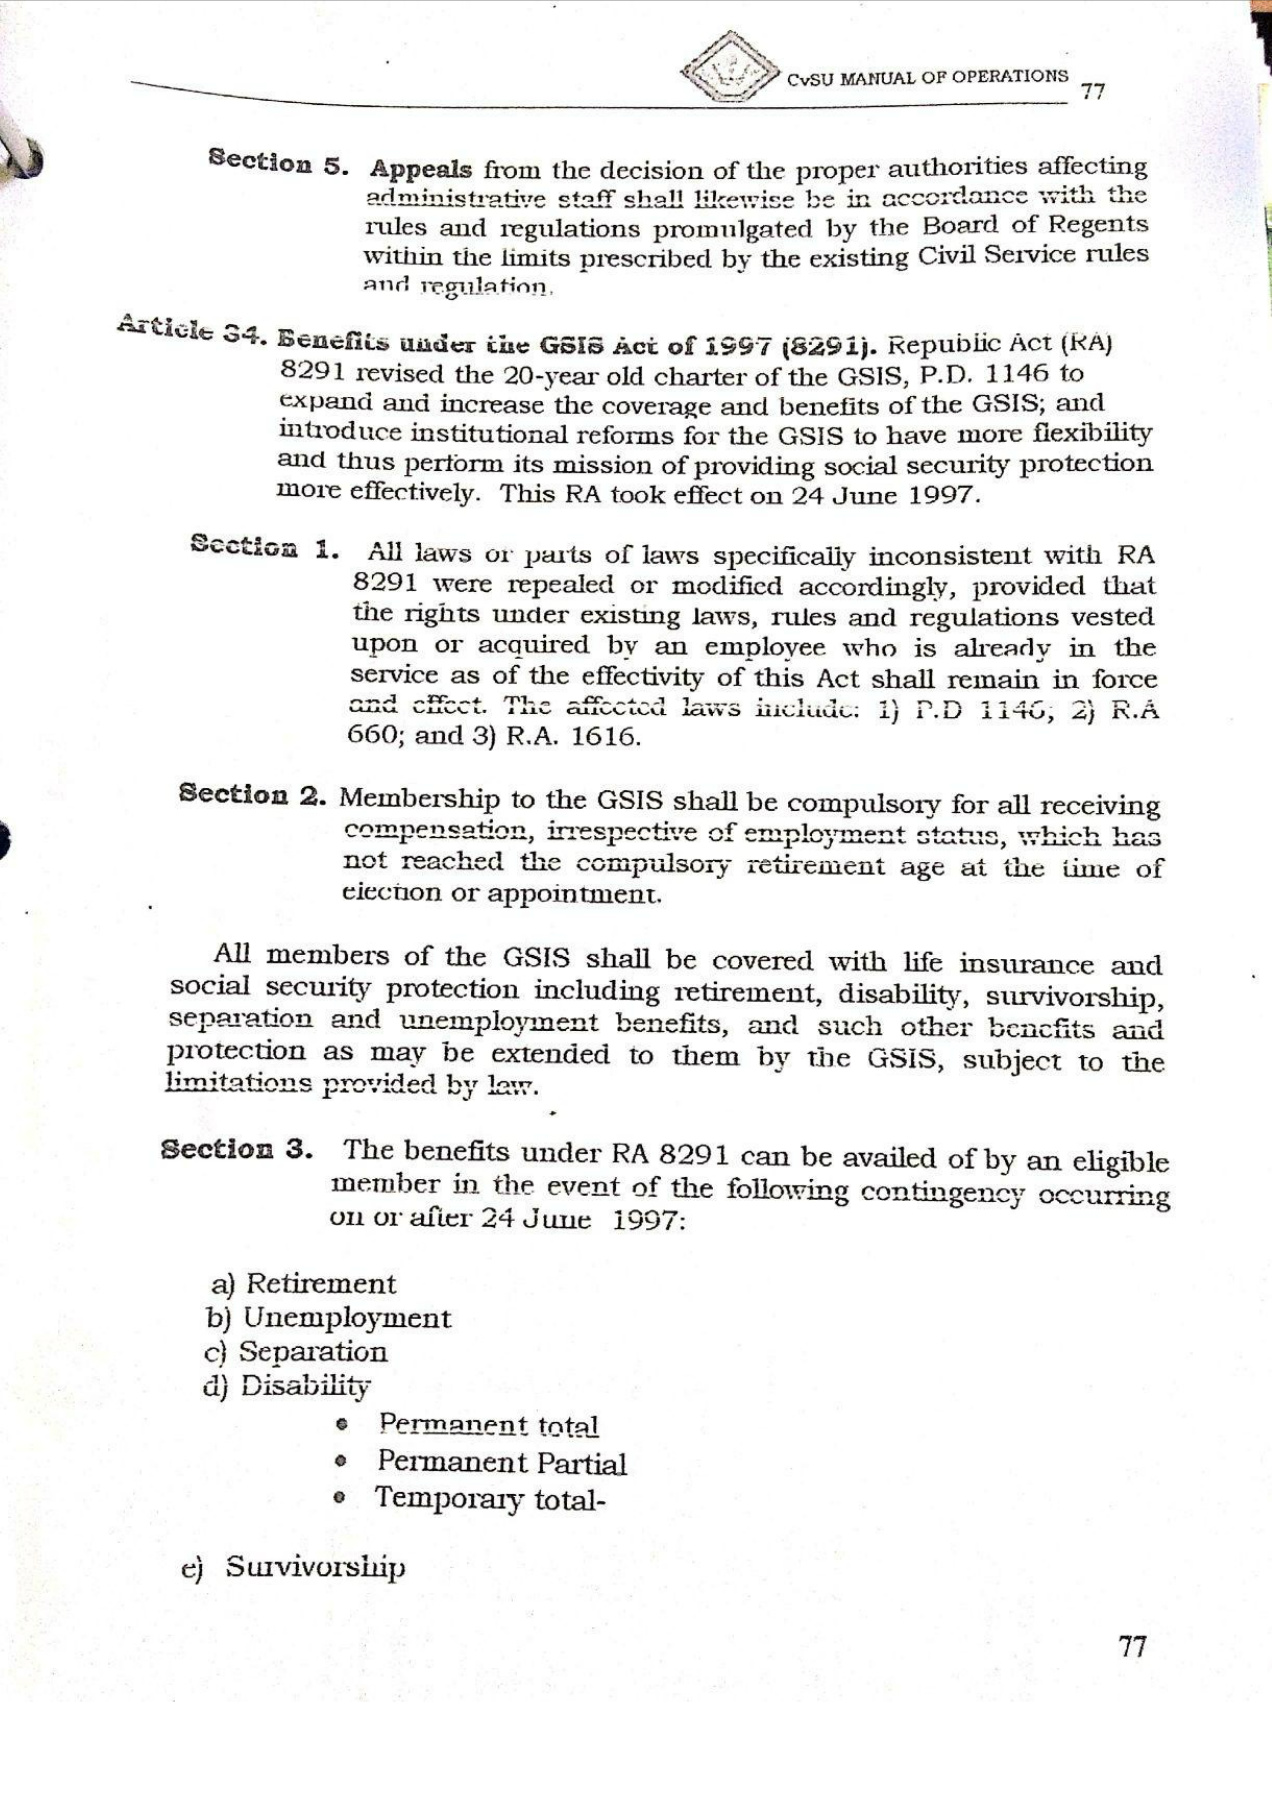 CvSU MANUAL OF OPERATIONS
77
Section 5. Appeals from the decision of the proper authorities affecting
administrative staff shall likewise be in accordance with the
rules and regulations promulgated by the Board of Regents
within the limits prescribed by the existing Civil Service rules
and regulation.
Article 34. Benefits under the GSIS Act of 1997 (8291). Republic Act (RA)
8291 revised the 20-year old charter of the GSIS, P.D. 1146 to
expand and increase the coverage and benefits of the GSIS; and
introduce institutional reforms for the GSIS to have more flexibility
and thus perform its mission of providing social security protection
more effectively. This RA took effect on 24 June 1997.
Section 1. All laws or parts of laws specifically inconsistent with RA
8291 were repealed or modified accordingly, provided that
the rights under existing laws, rules and regulations vested
upon or acquired by an employee who is already in the
service as of the effectivity of this Act shall remain in force
and effect. The affected laws include: 1) P.D 1146; 2) R.A
660; and 3) R.A. 1616.
Section 2. Membership to the GSIS shall be compulsory for all receiving
compensation, irrespective of employment status, which has
not reached the compulsory retirement age at the time of
election or appointment.
All members of the GSIS shall be covered with life insurance and
social security protection including retirement, disability, survivorship,
separation and unemployment benefits, and such other benefits and
protection as may be extended to them by the GSIS, subject to the
limitations provided by law.
Section 3. The benefits under RA 8291 can be availed of by an eligible
member in the event of the following contingency occurring
on or after 24 June 1997:
a) Retirement
b) Unemployment
c) Separation
d) Disability
• Permanent total
• Permanent Partial
• Temporary total-
e) Survivorship
77